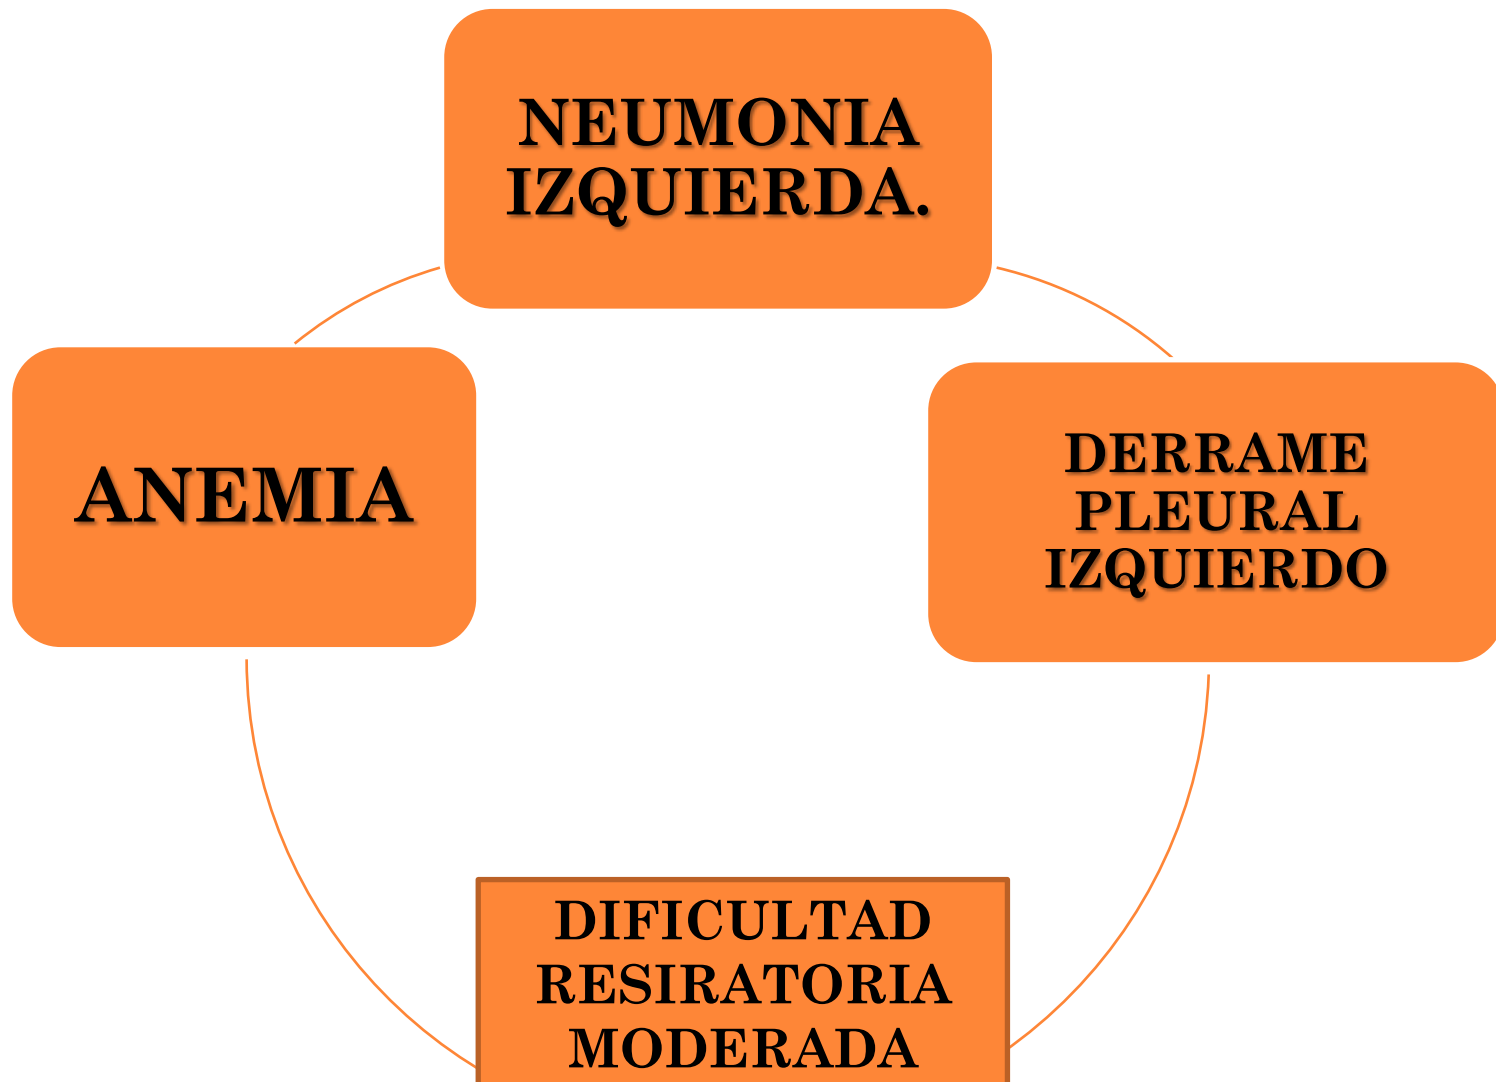 NEUMONIA
IZQUIERDA.
ANEMIA
DERRAME
PLEURAL
IZQUIERDO
DIFICULTAD
RESIRATORIA
MODERADA